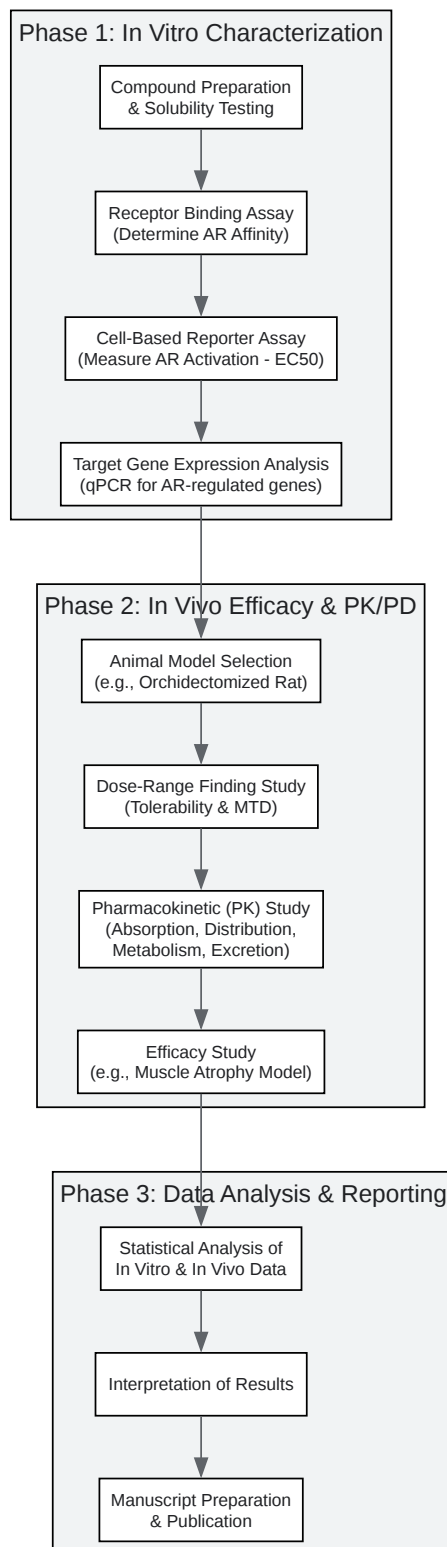 Phase 1: In Vitro Characterization
Compound Preparation
& Solubility Testing
Receptor Binding Assay
(Determine AR Affinity)
Cell-Based Reporter Assay
(Measure AR Activation - EC50)
Target Gene Expression Analysis
(qPCR for AR-regulated genes)
Phase 2: In Vivo Efficacy & PK/PD
Animal Model Selection
(e.g., Orchidectomized Rat)
Dose-Range Finding Study
(Tolerability & MTD)
Pharmacokinetic (PK) Study
(Absorption, Distribution,
Metabolism, Excretion)
Efficacy Study
(e.g., Muscle Atrophy Model)
Phase 3: Data Analysis & Reporting
Statistical Analysis of
In Vitro & In Vivo Data
Interpretation of Results
Manuscript Preparation
& Publication